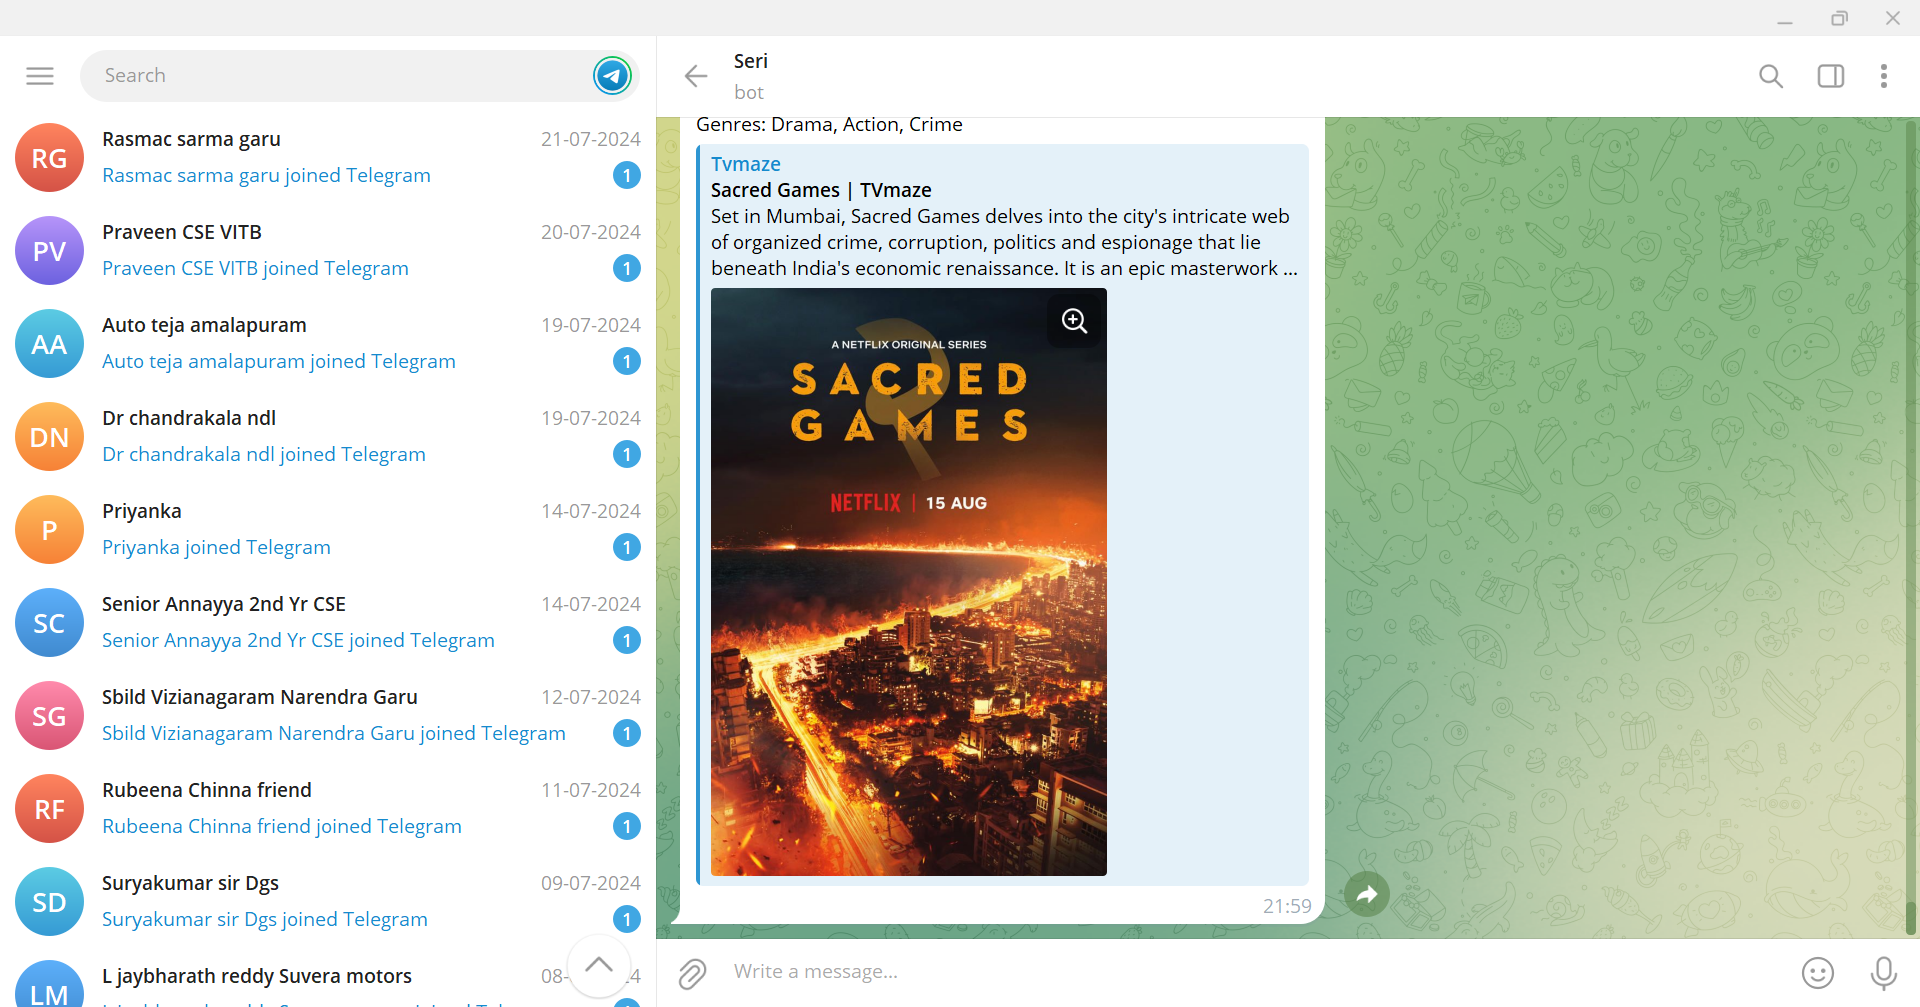 Search
RG
Rasmac sarma garu
21-07-2024
Rasmac sarma garu joined Telegram
1
PV
Praveen CSE VITB
20-07-2024
Praveen CSE VITB joined Telegram
1
AA
Auto teja amalapuram
19-07-2024
Auto teja amalapuram joined Telegram
1
DN
Dr chandrakala ndl
19-07-2024
Dr chandrakala ndl joined Telegram
1
P
Priyanka
14-07-2024
Priyanka joined Telegram
1
SC
Senior Annayya 2nd Yr CSE
14-07-2024
Senior Annayya 2nd Yr CSE joined Telegram
1
SG
Sbild Vizianagaram Narendra Garu
12-07-2024
Sbild Vizianagaram Narendra Garu joined Telegram
1
RF
Rubeena Chinna friend
11-07-2024
Rubeena Chinna friend joined Telegram
1
SD
Suryakumar sir Dgs
09-07-2024
Suryakumar sir Dgs joined Telegram
1
LM
L jaybharath reddy Suvera motors
08-
Seri
bot
Genres: Drama, Action, Crime
Tvmaze
Sacred Games | TVmaze
Set in Mumbai, Sacred Games delves into the city's intricate web
of organized crime, corruption, politics and espionage that lie
beneath India's economic renaissance. It is an epic masterwork ...
A NETFLIX ORIGINAL SERIES
SACRED
GAMES
NETFLIX | 15 AUG
21:59
Write a message...